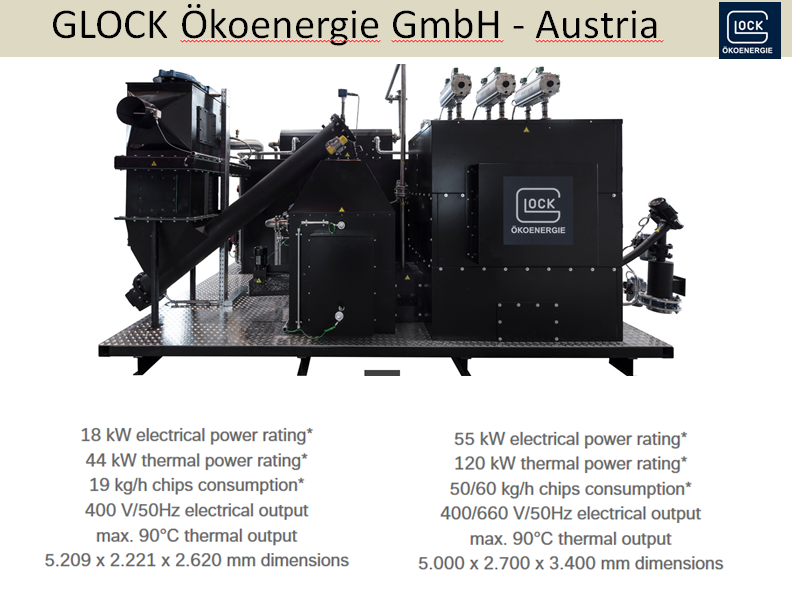 GLOCK Ökoenergie GmbH - Austria
GLOCK
ÖKOENERGIE
GLOCK
ÖKOENERGIE
18 kW electrical power rating*
44 kW thermal power rating*
19 kg/h chips consumption*
400 V/50Hz electrical output
max. 90°C thermal output
5.209 x 2.221 x 2.620 mm dimensions
55 kW electrical power rating*
120 kW thermal power rating*
50/60 kg/h chips consumption*
400/660 V/50Hz electrical output
max. 90°C thermal output
5.000 x 2.700 x 3.400 mm dimensions